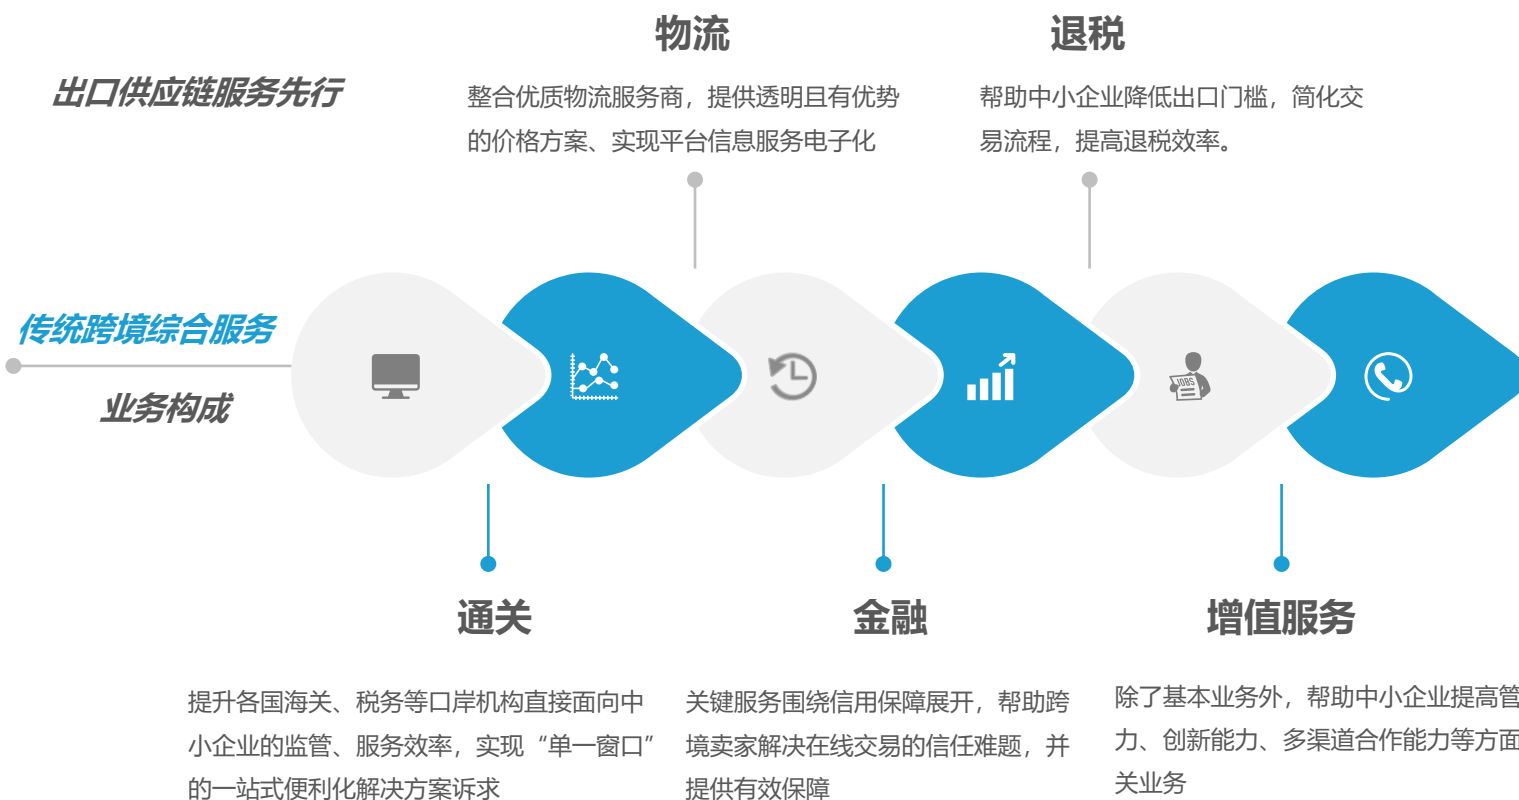 出口供应链服务先行
物流
整合优质物流服务商，提供透明且有优势
的价格方案、实现平台信息服务电子化
退税
帮助中小企业降低出口门槛，简化交
易流程，提高退税效率。
传统跨境综合服务
业务构成
JOBS
通关
提升各国海关、税务等口岸机构直接面向中
小企业的监管、服务效率，实现“单一窗口”
的一站式便利化解决方案诉求
金融
关键服务围绕信用保障展开，帮助跨
境卖家解决在线交易的信任难题，并
提供有效保障
增值服务
除了基本业务外，帮助中小企业提高管
力、创新能力、多渠道合作能力等方面
关业务